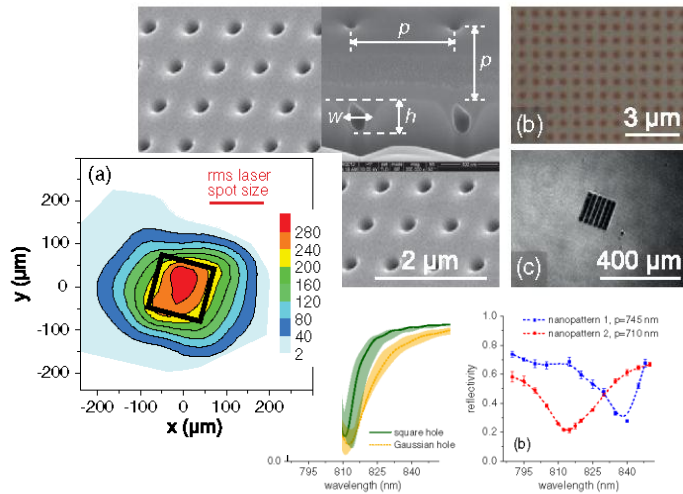 p
p
w
h
(b)
3 µm
(a)
rms laser
spot size
300
200
100
0
-100
-200
y (µm)
280
240
200
160
120
80
40
2
-200
0
200
x (µm)
2 µm
(c)
400 µm
square hole
Gaussian hole
0.0
795
810
825
840
wavelength (nm)
nanopattern 1, p=745 nm
nanopattern 2, p=710 nm
1.0
0.8
0.6
0.4
0.2
0.0
reflectivity
(b)
795
810
825
840
wavelength (nm)